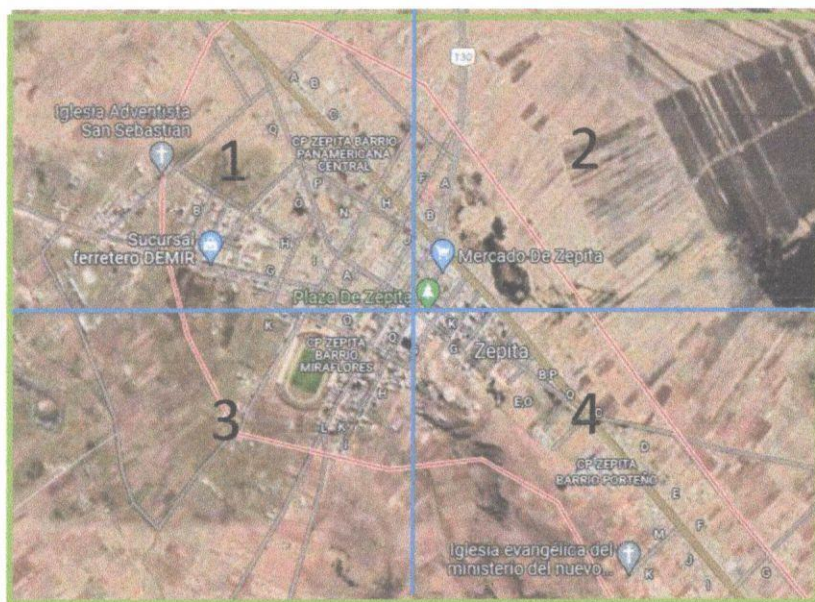 130
A
B
Iglesia Adventista
San Sebastian
C
Q
CP ZEPITA BARRIO
PANAMERICANA
CENTRAL
1
2
P
F
A
B
O
N
H
B
Sucursal
ferretero DEMIR
H
I
J
G
A
Mercado De Zepita
Plaza De Zepita
K
O
CP ZEPITA
BARRIO
MIRAFLORES
O
K
G
Zepita
B.P
H
E.O
O
C
3
4
L
K
J
D
CP ZEPITA
BARRIO PORTEÑO
E
F
M
Iglesia evangélica del
ministerio del nuevo...
K
J
I
G